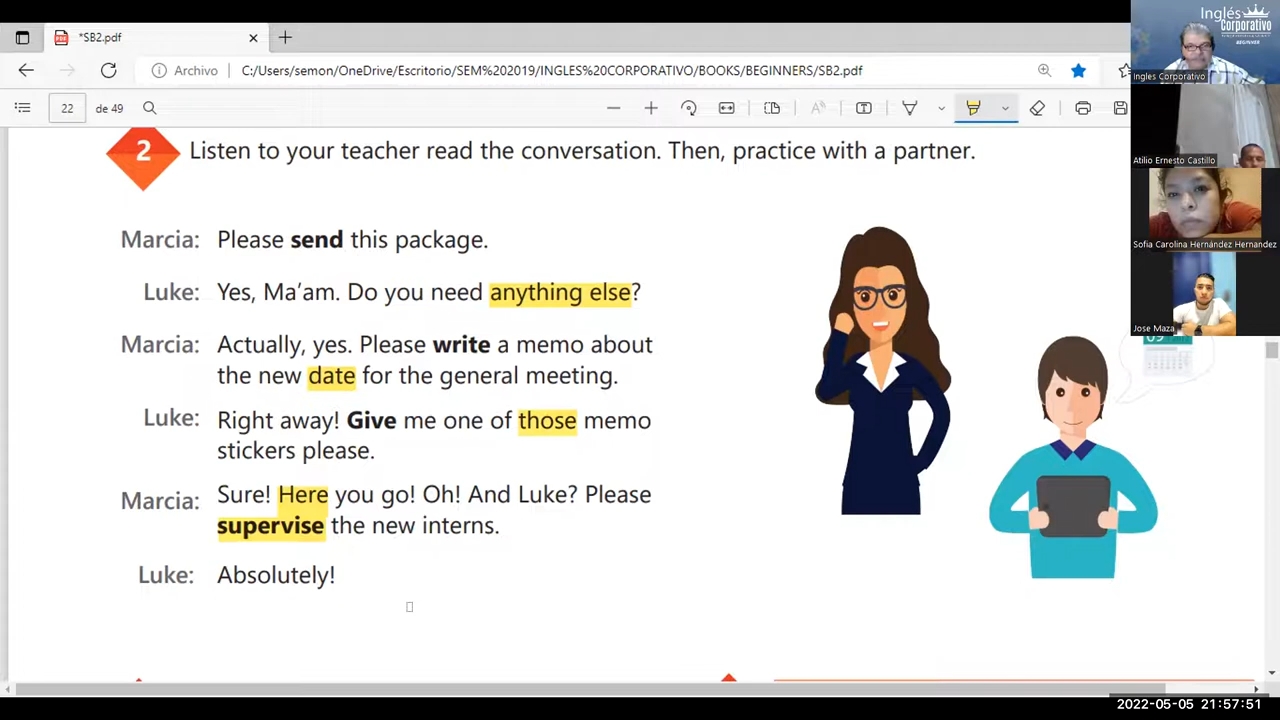 *SB2.pdf
Archivo
C:/Users/semon/OneDrive/Escritorio/SEM%202019/INGLES%20CORPORATIVO/BOOKS/BEGINNERS/SB2.pdf
22 de 49
2 Listen to your teacher read the conversation. Then, practice with a partner.
Marcia: Please send this package.
Luke: Yes, Ma’am. Do you need anything else?
Marcia: Actually, yes. Please write a memo about
the new date for the general meeting.
Luke: Right away! Give me one of those memo
stickers please.
Marcia: Sure! Here you go! Oh! And Luke? Please
supervise the new interns.
Luke: Absolutely!
Inglés
Corporativo
BEGINNER
Ingles Corporativo
Atilio Ernesto Castillo
Sofia Carolina Hernández Hernandez
Jose Maza
2022-05-05 21:57:51